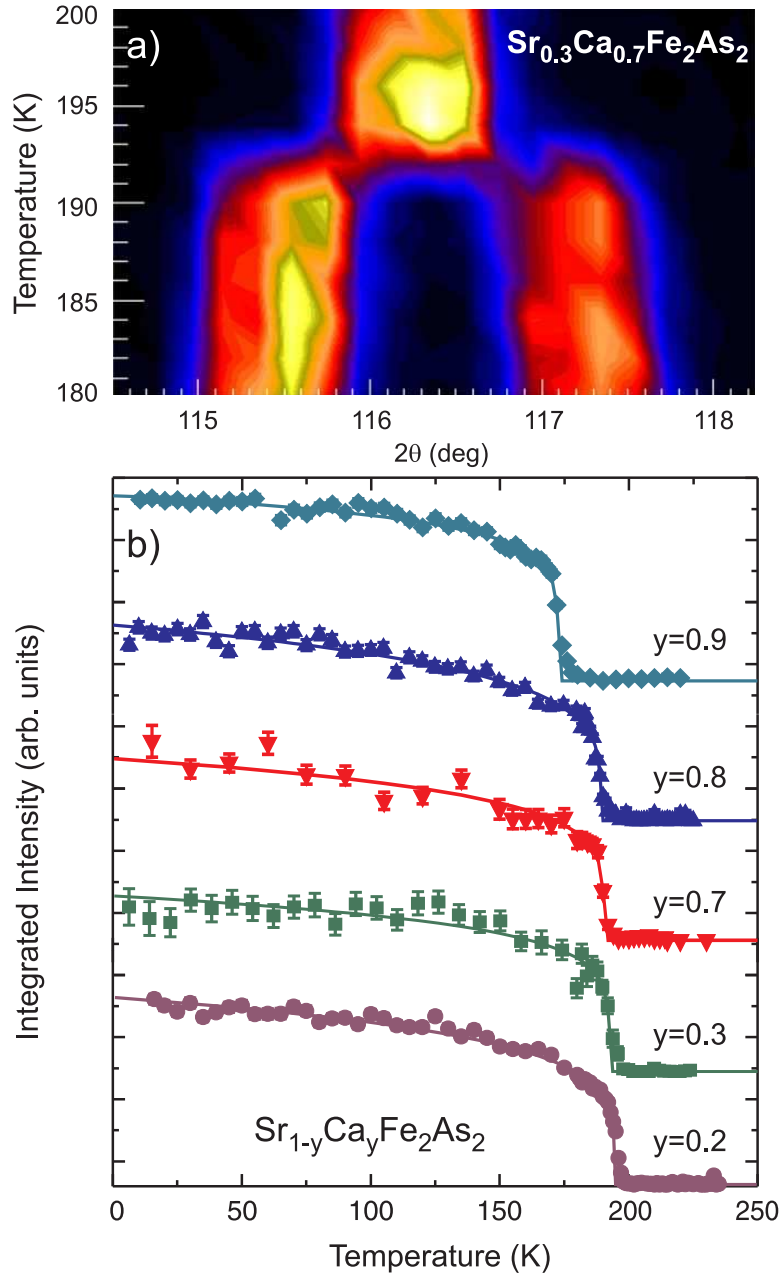 a)
Sr0.3Ca0.7Fe2As2
Temperature (K)
200
195
190
185
180
115 116 117 118
2θ (deg)
b)
Integrated Intensity (arb. units)
y=0.9
y=0.8
y=0.7
y=0.3
y=0.2
Sr1-yCayFe2As2
0 50 100 150 200 250
Temperature (K)